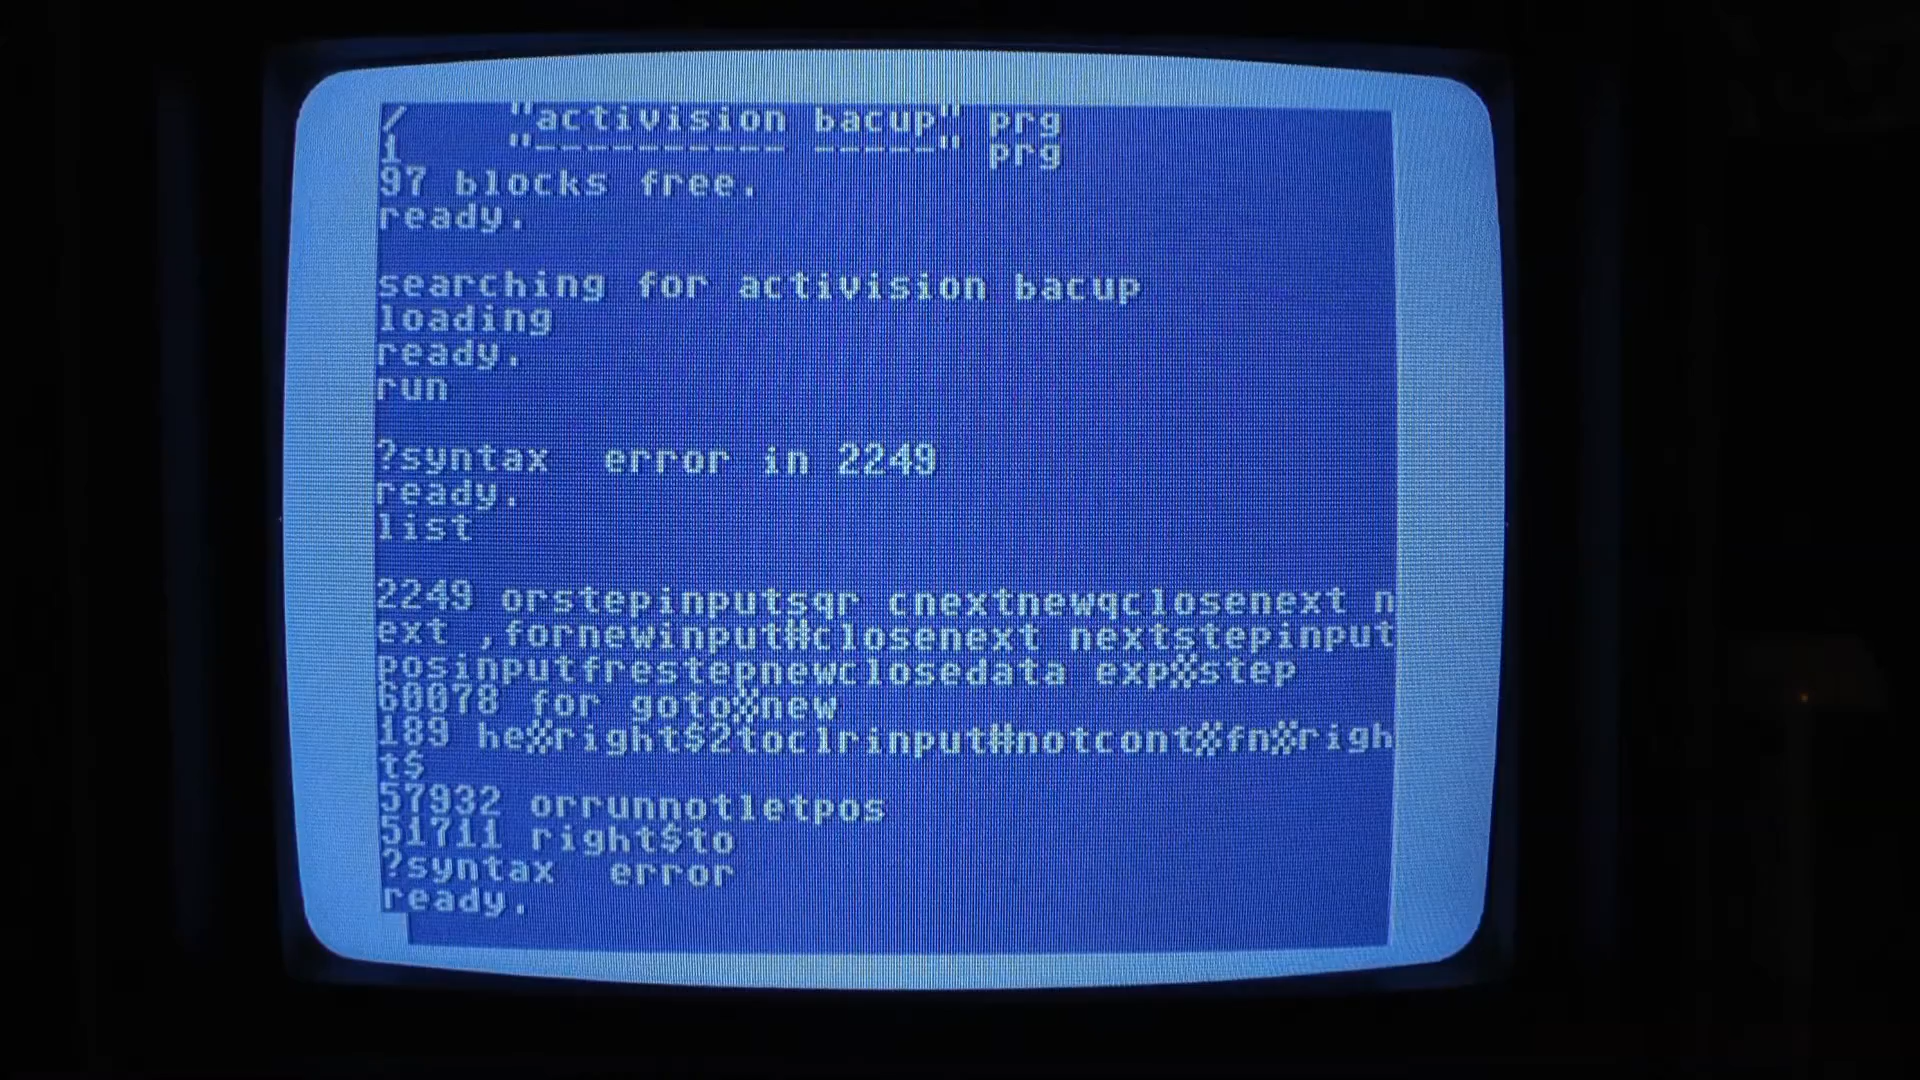 /    "activision bacup" prg
1    "---------- -----" prg
97 blocks free.
ready.
searching for activision bacup
loading
ready.
run
?syntax  error in 2249
ready.
list
2249 orstepinputsqr cnextnewqclosenext n
ext ,fornewinput#closenext nextstepinput
posinputfrestepnewclosedata exp▒step
60078 for goto▒new
189 he▒right$2toclrinput#notcont▒fn▒righ
t$
57932 orrunnotletpos
51711 right$to
?syntax  error
ready.